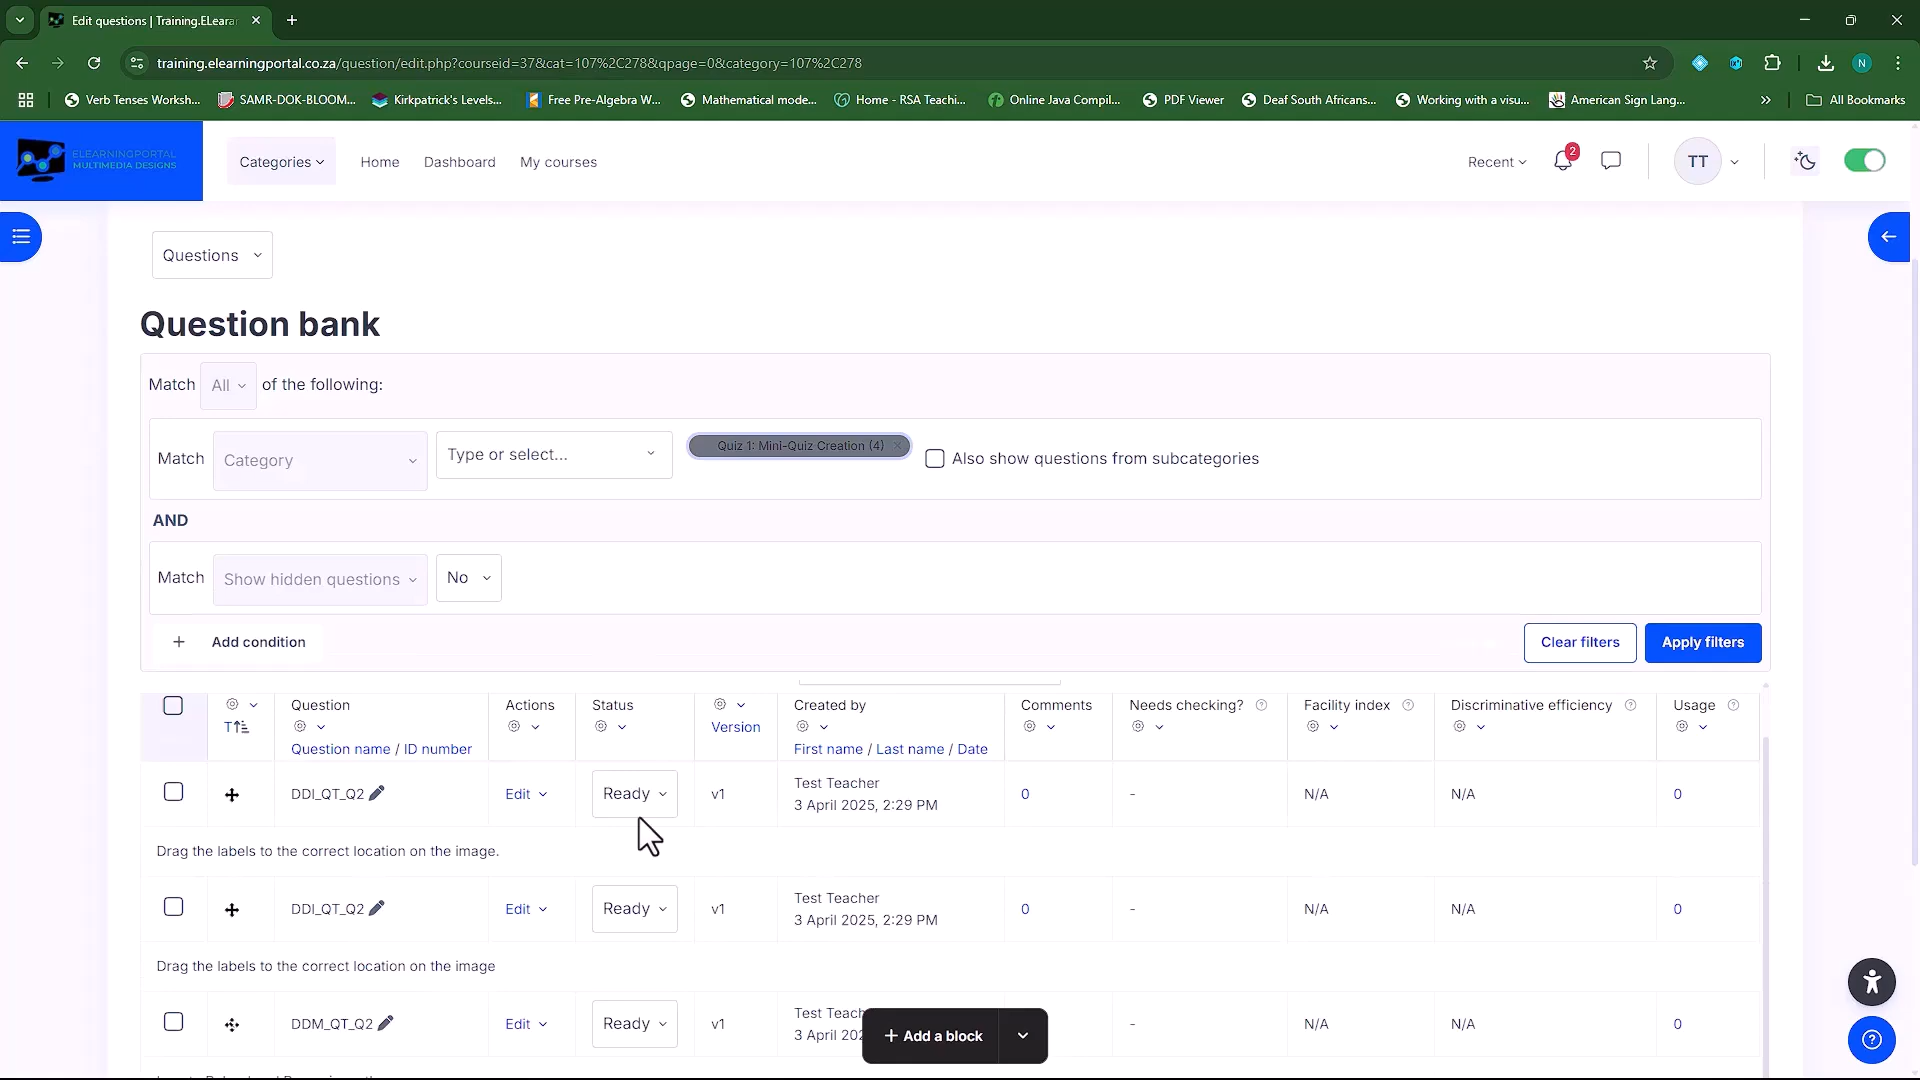 Edit questions | Training.ELearni
training.elearningportal.co.za/question/edit.php?courseid=37&cat=107%2C278&qpage=0&category=107%2C278
N
Verb Tenses Worksh...
SAMR-DOK-BLOOM...
Kirkpatrick's Levels...
Free Pre-Algebra W...
Mathematical mode...
Home - RSA Teachi...
Online Java Compil...
PDF Viewer
Deaf South Africans...
Working with a visu...
American Sign Lang...
All Bookmarks
ELEARNINGPORTAL
MULTIMEDIA DESIGNS
Categories
Home
Dashboard
My courses
Recent
2
TT
Questions
Question bank
Match All of the following:
Match Category Type or select... Quiz 1: Mini-Quiz Creation (4) × Also show questions from subcategories
AND
Match Show hidden questions No
+ Add condition
Clear filters
Apply filters
Question Actions Status Created by Comments Needs checking? Facility index Discriminative efficiency Usage
T Version
Question name / ID number First name / Last name / Date
DDI_QT_Q2 Edit Ready v1 Test Teacher 0 - N/A N/A 0
3 April 2025, 2:29 PM
Drag the labels to the correct location on the image.
DDI_QT_Q2 Edit Ready v1 Test Teacher 0 - N/A N/A 0
3 April 2025, 2:29 PM
Drag the labels to the correct location on the image
DDM_QT_Q2 Edit Ready v1 Test Teach - N/A N/A 0
3 April 202
+ Add a block